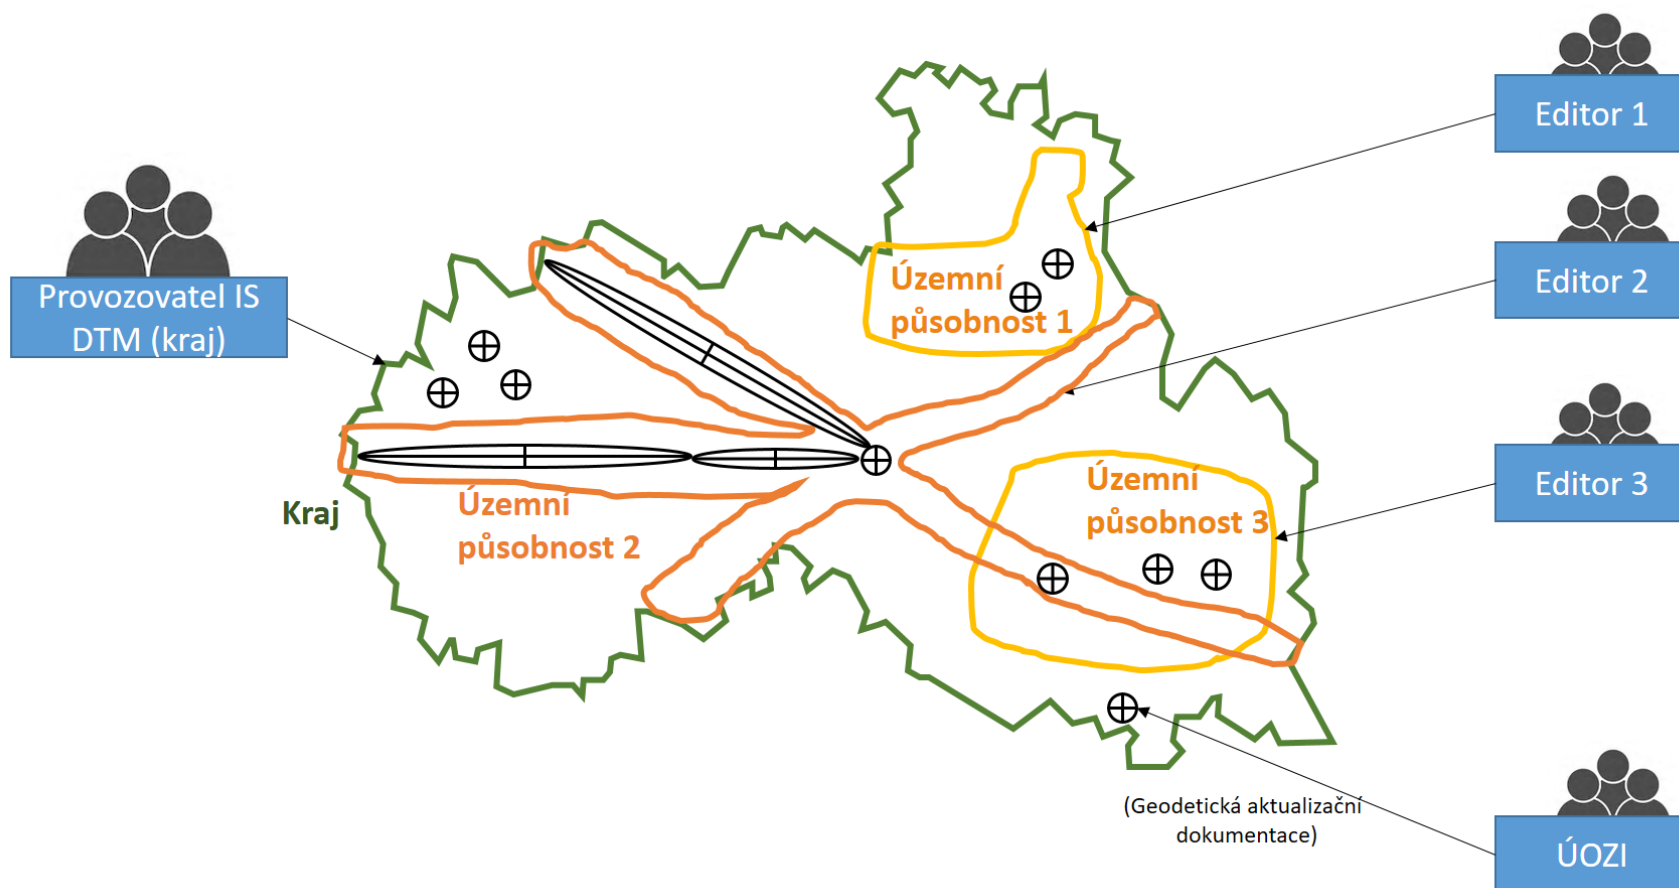 Editor 1
Editor 2
Územní
působnost 1
Provozovatel IS
DTM (kraj)
Editor 3
Územní
působnost 3
Kraj
Územní
působnost 2
(Geodetická aktualizační
dokumentace)
ÚOZI